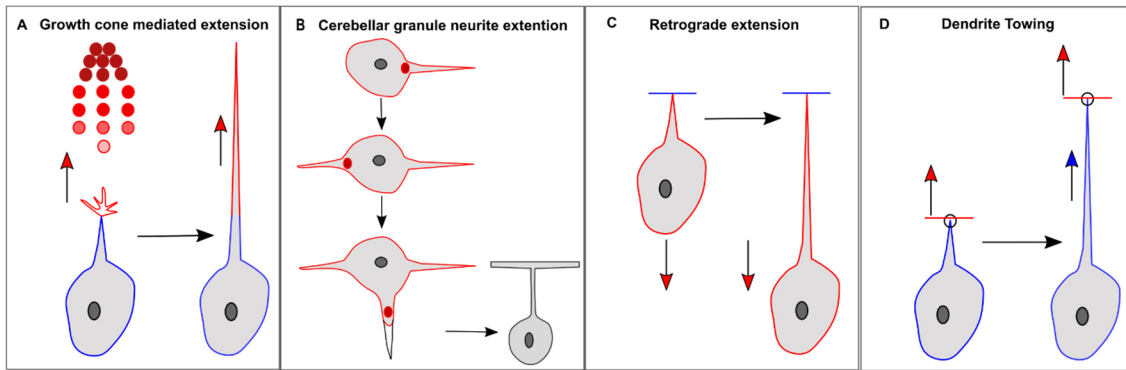 A Growth cone mediated extension
B Cerebellar granule neurite extention
C Retrograde extension
D Dendrite Towing